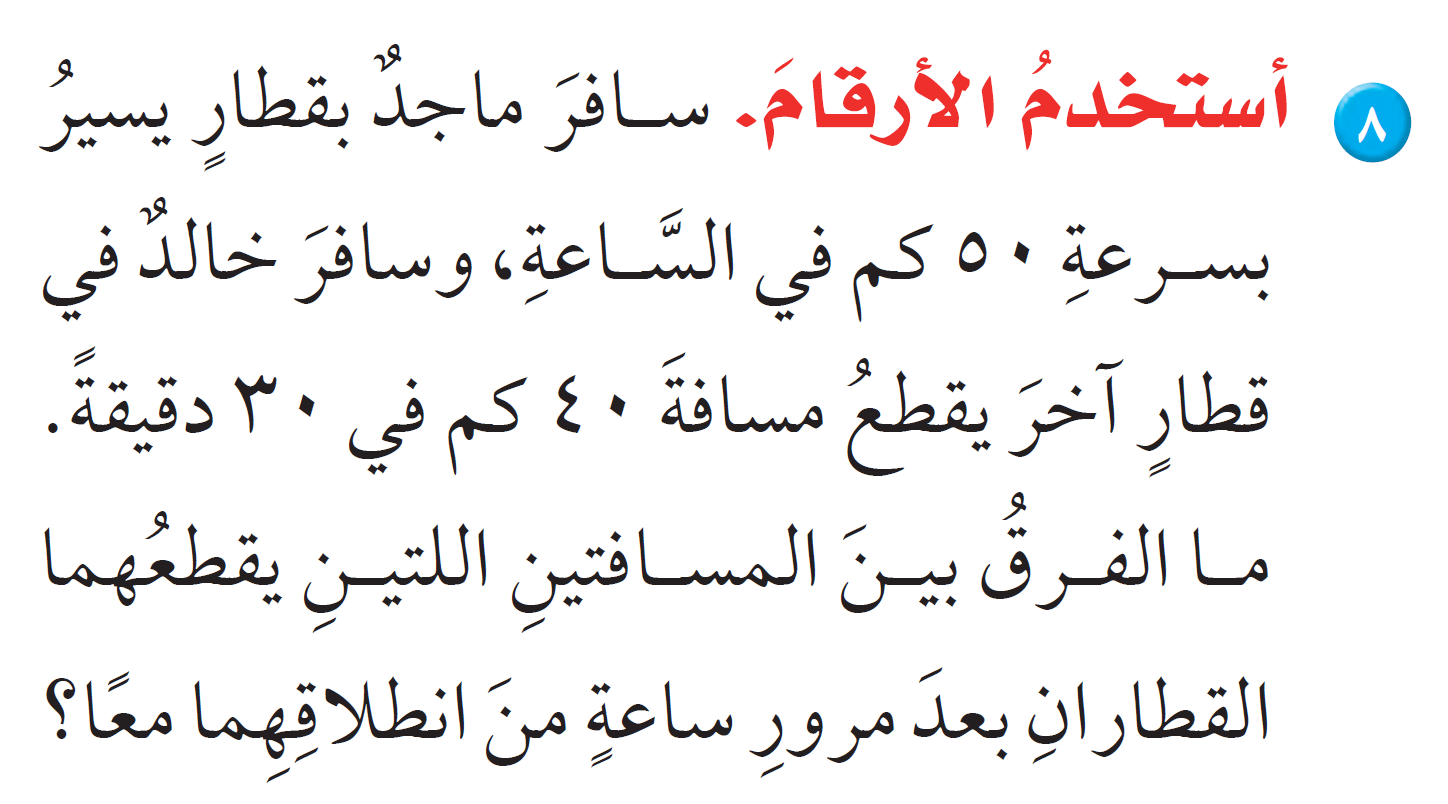 ٨ أستخدمُ الأرقامَ. سافرَ ماجدٌ بقطارٍ يسيرُ
بسرعةِ ٥٠ كم في السَّاعةِ، وسافرَ خالدٌ في
قطارٍ آخرَ يقطعُ مسافةَ ٤٠ كم في ٣٠ دقيقةً.
ما الفرقُ بينَ المسافتينِ اللتينِ يقطعُهما
القطارانِ بعدَ مرورِ ساعةٍ منَ انطلاقِهِما معًا؟